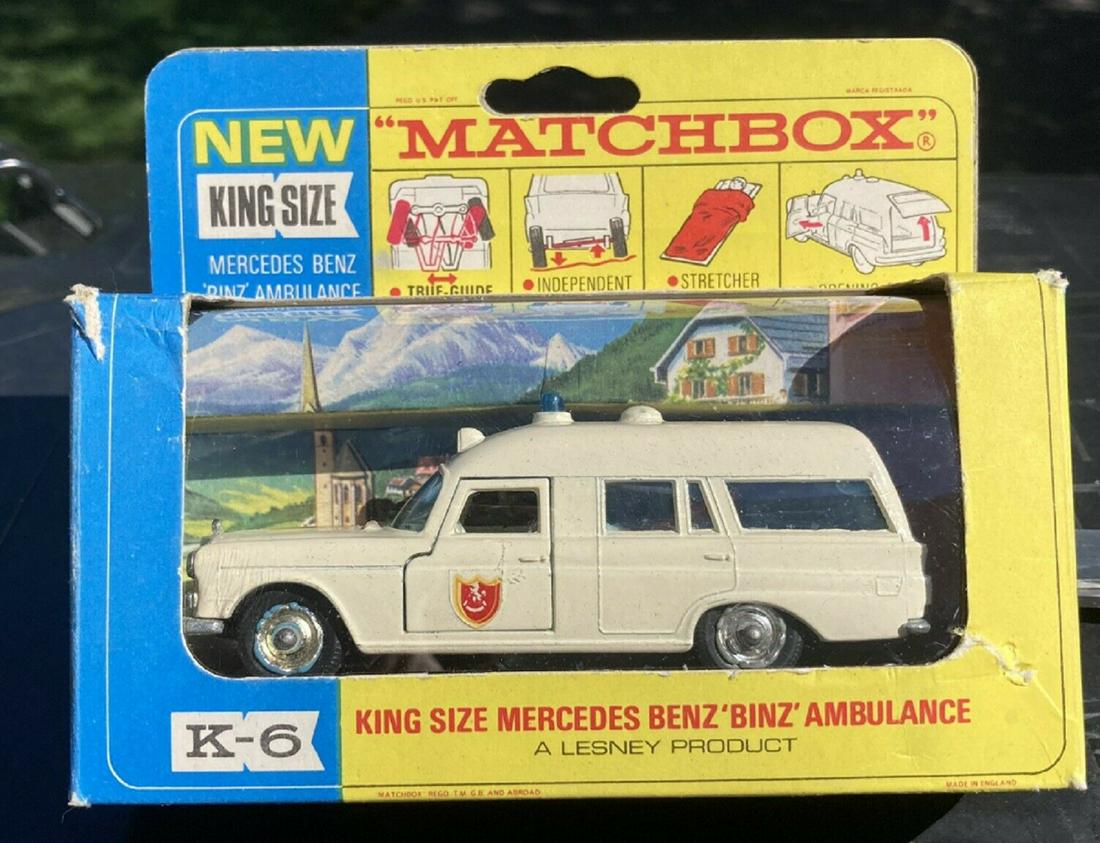 REGD U.S. PAT OFF.
MARCA REGISTRADA
NEW
"MATCHBOX"®
KING SIZE
MERCEDES BENZ
'BINZ' AMBULANCE
• TRUE-GUIDE
• INDEPENDENT
• STRETCHER
K-6
KING SIZE MERCEDES BENZ 'BINZ' AMBULANCE
A LESNEY PRODUCT
"MATCHBOX" REGD. T.M. G.B. AND ABROAD
MADE IN ENGLAND